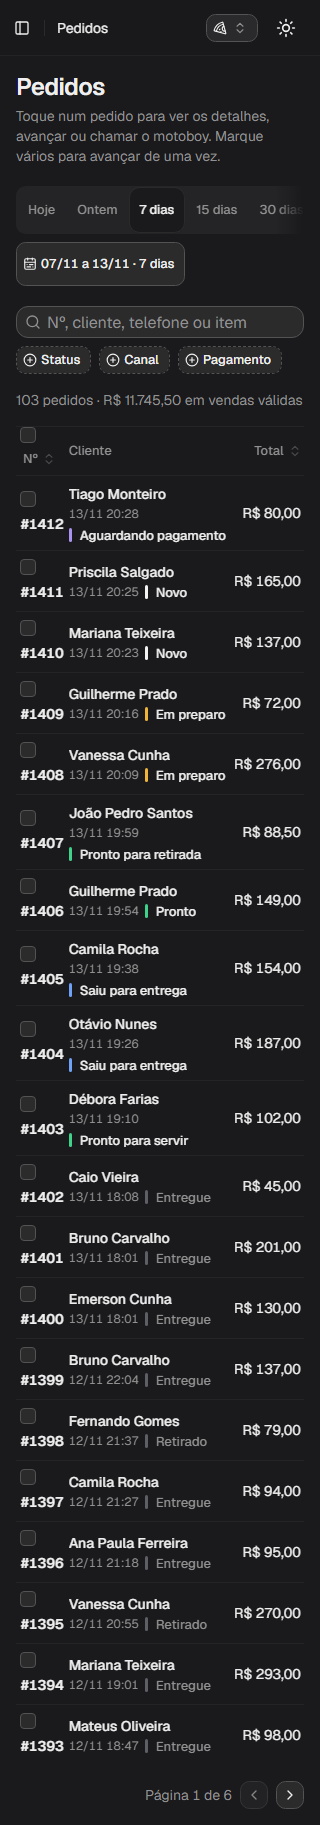 Pedidos
Pedidos
Toque num pedido para ver os detalhes,
avançar ou chamar o motoboy. Marque
vários para avançar de uma vez.
Hoje Ontem 7 dias 15 dias 30 dias
07/11 a 13/11 · 7 dias
Nº, cliente, telefone ou item
Status Canal Pagamento
103 pedidos · R$ 11.745,50 em vendas válidas
Nº Cliente Total
Tiago Monteiro
#1412 13/11 20:28 R$ 80,00
Aguardando pagamento
Priscila Salgado
#1411 13/11 20:25 Novo R$ 165,00
Mariana Teixeira
#1410 13/11 20:23 Novo R$ 137,00
Guilherme Prado
#1409 13/11 20:16 Em preparo R$ 72,00
Vanessa Cunha
#1408 13/11 20:09 Em preparo R$ 276,00
João Pedro Santos
#1407 13/11 19:59 R$ 88,50
Pronto para retirada
Guilherme Prado
#1406 13/11 19:54 Pronto R$ 149,00
Camila Rocha
#1405 13/11 19:38 R$ 154,00
Saiu para entrega
Otávio Nunes
#1404 13/11 19:26 R$ 187,00
Saiu para entrega
Débora Farias
#1403 13/11 19:10 R$ 102,00
Pronto para servir
Caio Vieira
#1402 13/11 18:08 Entregue R$ 45,00
Bruno Carvalho
#1401 13/11 18:01 Entregue R$ 201,00
Emerson Cunha
#1400 13/11 18:01 Entregue R$ 130,00
Bruno Carvalho
#1399 12/11 22:04 Entregue R$ 137,00
Fernando Gomes
#1398 12/11 21:37 Retirado R$ 79,00
Camila Rocha
#1397 12/11 21:27 Entregue R$ 94,00
Ana Paula Ferreira
#1396 12/11 21:18 Entregue R$ 95,00
Vanessa Cunha
#1395 12/11 20:55 Retirado R$ 270,00
Mariana Teixeira
#1394 12/11 19:01 Entregue R$ 293,00
Mateus Oliveira
#1393 12/11 18:47 Entregue R$ 98,00
Página 1 de 6